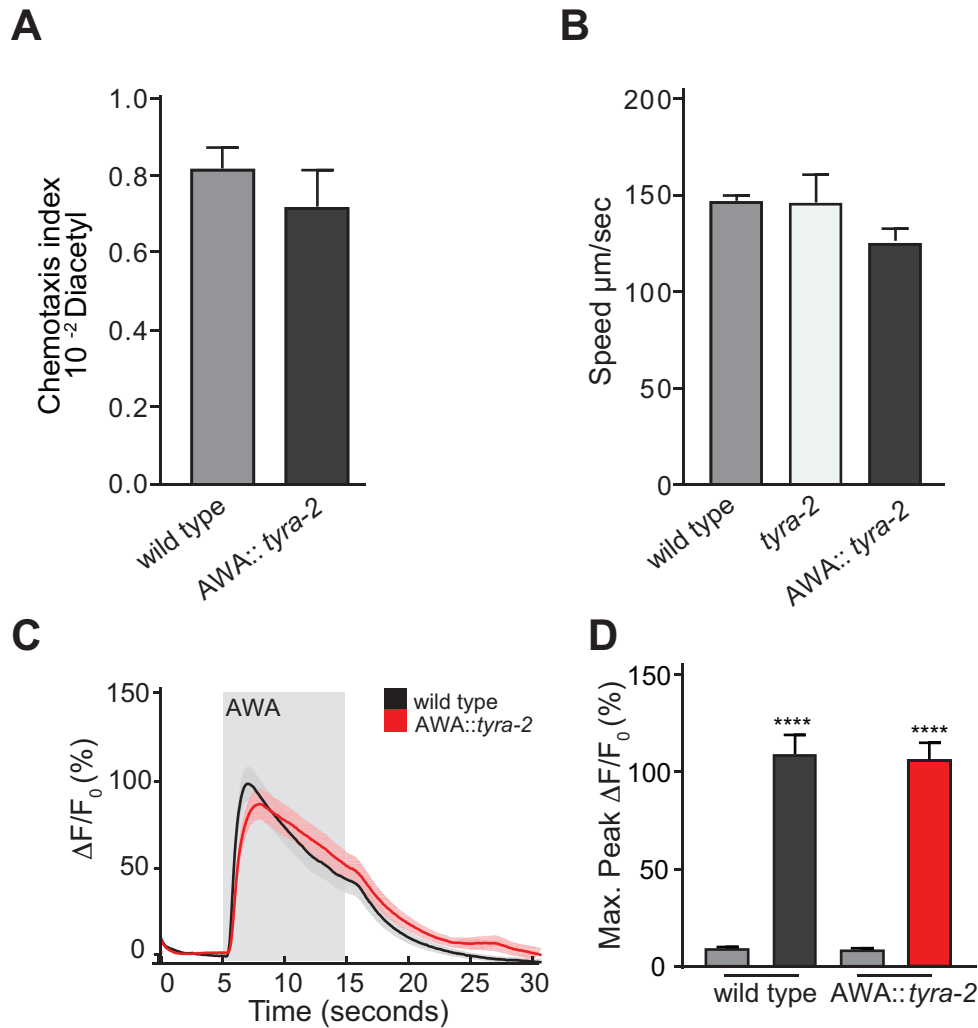 A
Chemotaxis index
10 -2 Diacetyl
1.0
0.8
0.6
0.4
0.2
0.0
wild type
AWA:: tyra-2
B
Speed µm/sec
200
150
100
50
0
wild type
tyra-2
AWA:: tyra-2
C
ΔF/F0 (%)
150
100
50
0
AWA
wild type
AWA::tyra-2
0 5 10 15 20 25 30
Time (seconds)
D
Max. Peak ΔF/F0 (%)
150
100
50
0
****
****
wild type AWA::tyra-2